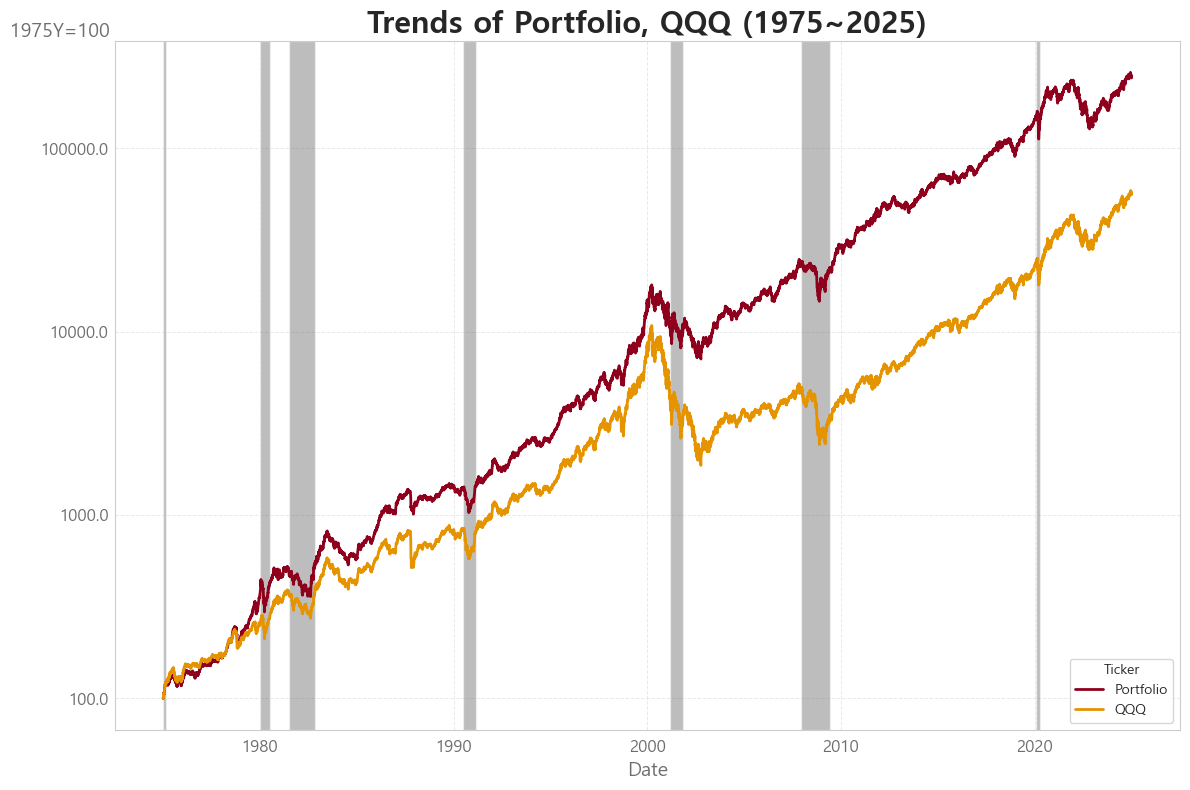 Trends of Portfolio, QQQ (1975~2025)
1975Y=100
100000.0
10000.0
1000.0
100.0
1980 1990 2000 2010 2020
Date
Ticker
Portfolio
QQQ